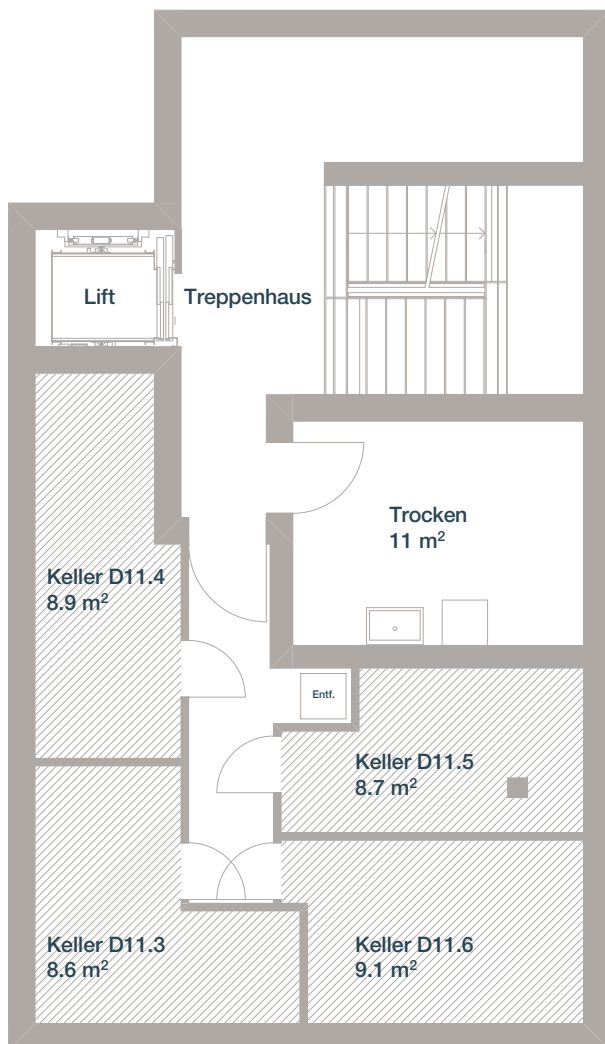 Lift
Treppenhaus
Trocken
11 m²
Keller D11.4
8.9 m²
Entf.
Keller D11.5
8.7 m²
Keller D11.3
8.6 m²
Keller D11.6
9.1 m²